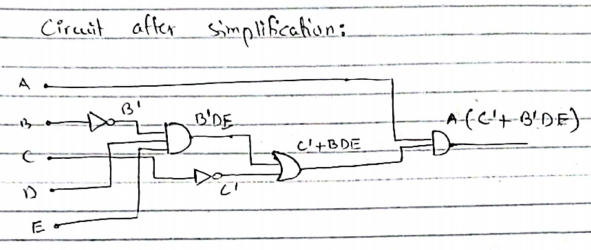 Circuit after simplification:
A
B'
A·(C'+B'DE)
B
B'DE
C'+BDE
C
D
C'
E